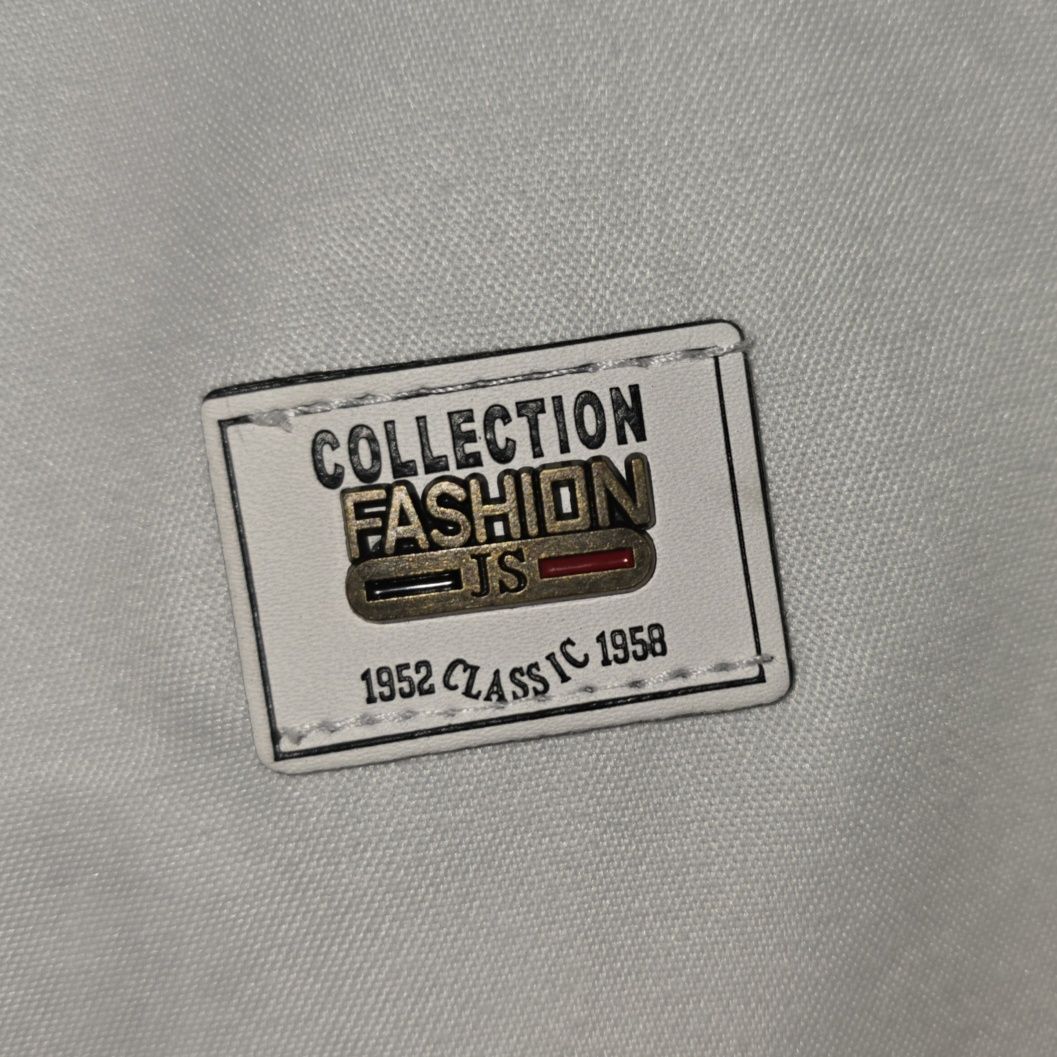 COLLECTION
FASHION
JS
1952 CLASSIC 1958